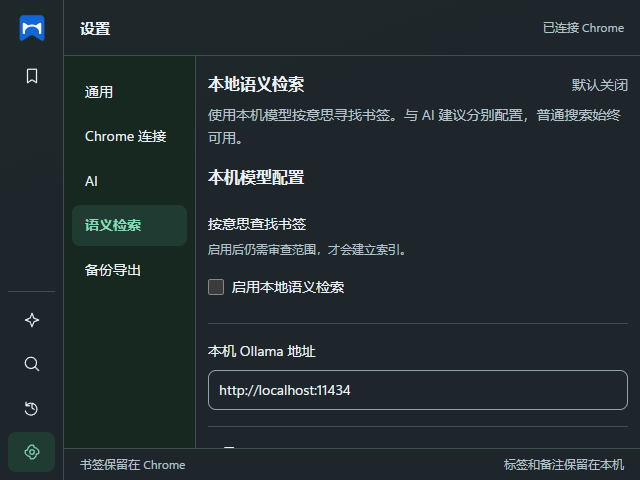 设置
已连接 Chrome
通用
Chrome 连接
AI
语义检索
备份导出
本地语义检索
默认关闭
使用本机模型按意思寻找书签。与 AI 建议分别配置，普通搜索始终
可用。
本机模型配置
按意思查找书签
启用后仍需审查范围，才会建立索引。
启用本地语义检索
本机 Ollama 地址
http://localhost:11434
书签保留在 Chrome
标签和备注保留在本机